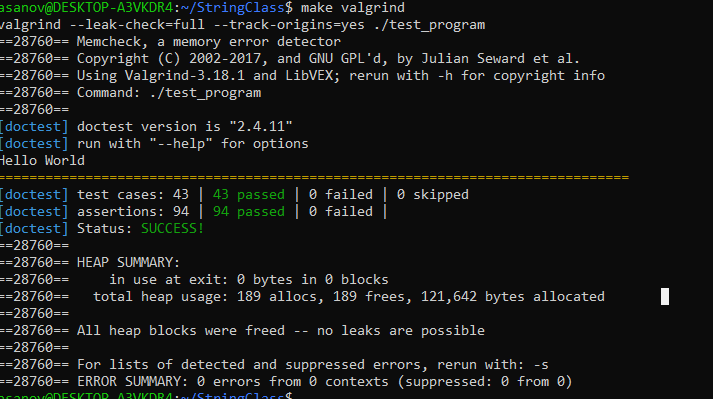 asanov@DESKTOP-A3VKDR4:~/StringClass$ make valgrind
valgrind --leak-check=full --track-origins=yes ./test_program
==28760== Memcheck, a memory error detector
==28760== Copyright (C) 2002-2017, and GNU GPL'd, by Julian Seward et al.
==28760== Using Valgrind-3.18.1 and LibVEX; rerun with -h for copyright info
==28760== Command: ./test_program
==28760==
[doctest] doctest version is "2.4.11"
[doctest] run with "--help" for options
Hello World
===============================================================================
[doctest] test cases: 43 | 43 passed | 0 failed | 0 skipped
[doctest] assertions: 94 | 94 passed | 0 failed |
[doctest] Status: SUCCESS!
==28760==
==28760== HEAP SUMMARY:
==28760==     in use at exit: 0 bytes in 0 blocks
==28760==   total heap usage: 189 allocs, 189 frees, 121,642 bytes allocated
==28760==
==28760== All heap blocks were freed -- no leaks are possible
==28760==
==28760== For lists of detected and suppressed errors, rerun with: -s
==28760== ERROR SUMMARY: 0 errors from 0 contexts (suppressed: 0 from 0)
asanov@DESKTOP-A3VKDR4:~/StringClass$